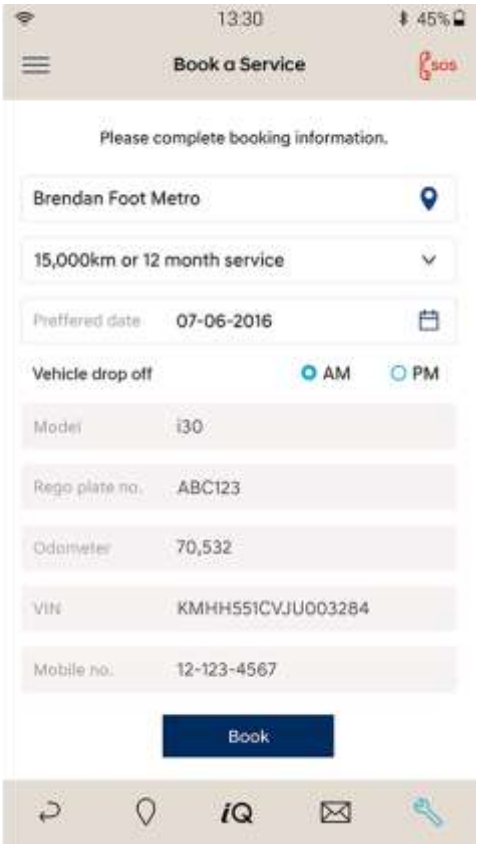 13:30 45%
Book a Service SOS
Please complete booking information.
Brendan Foot Metro
15,000km or 12 month service
Preffered date 07-06-2016
Vehicle drop off AM PM
Model i30
Rego plate no. ABC123
Odometer 70,532
VIN KMHH551CVJU003284
Mobile no. 12-123-4567
Book
iQ